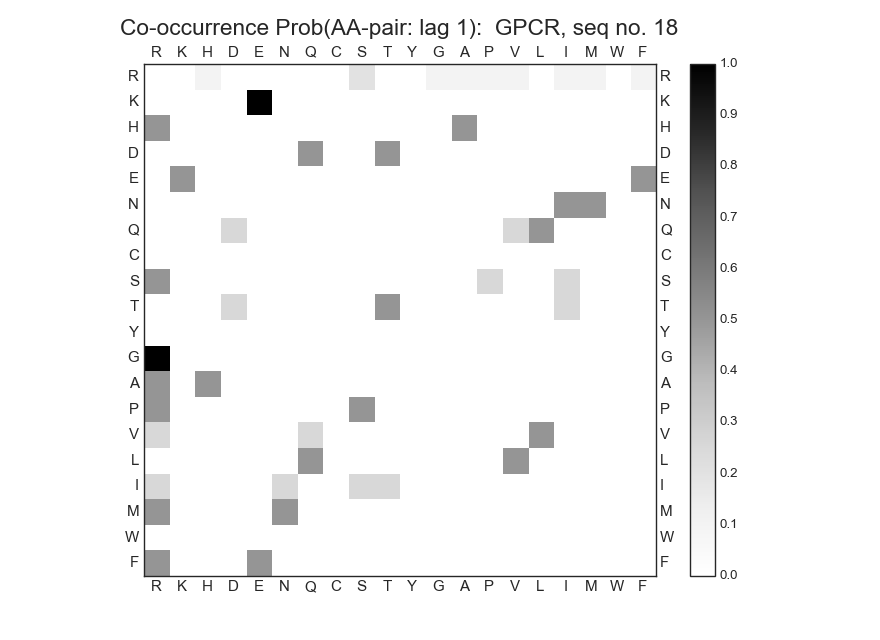 Co-occurrence Prob(AA-pair: lag 1):  GPCR, seq no. 18
R K H D E N Q C S T Y G A P V L I M W F
R R 1.0
K K 0.9
H H
D D 0.8
E E
N N 0.7
Q Q 0.6
C C
S S 0.5
T T
Y Y
G G 0.4
A A
P P 0.3
V V
L L 0.2
I I
M M 0.1
W W
F F 0.0
R K H D E N Q C S T Y G A P V L I M W F